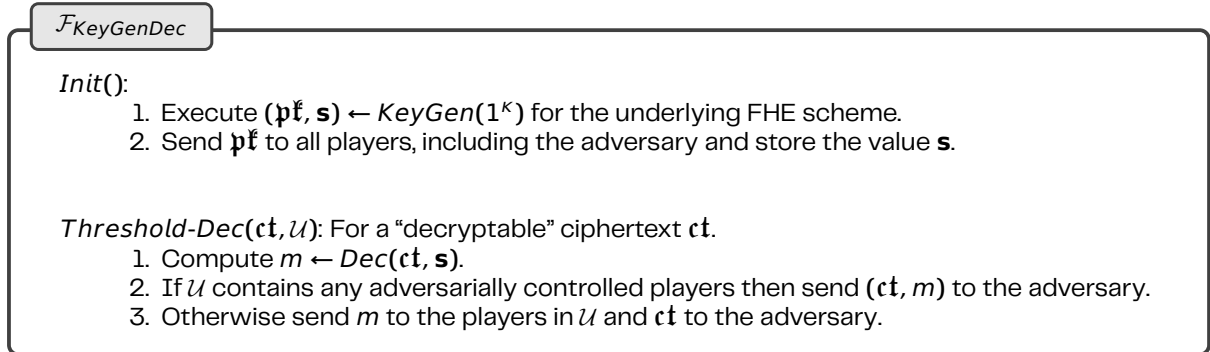 ℱKeyGenDec
Init():
1. Execute (𝖕𝖐, s) ← KeyGen(1^κ) for the underlying FHE scheme.
2. Send 𝖕𝖐 to all players, including the adversary and store the value s.
Threshold-Dec(𝖈𝖙, 𝒰): For a “decryptable” ciphertext 𝖈𝖙.
1. Compute m ← Dec(𝖈𝖙, s).
2. If 𝒰 contains any adversarially controlled players then send (𝖈𝖙, m) to the adversary.
3. Otherwise send m to the players in 𝒰 and 𝖈𝖙 to the adversary.